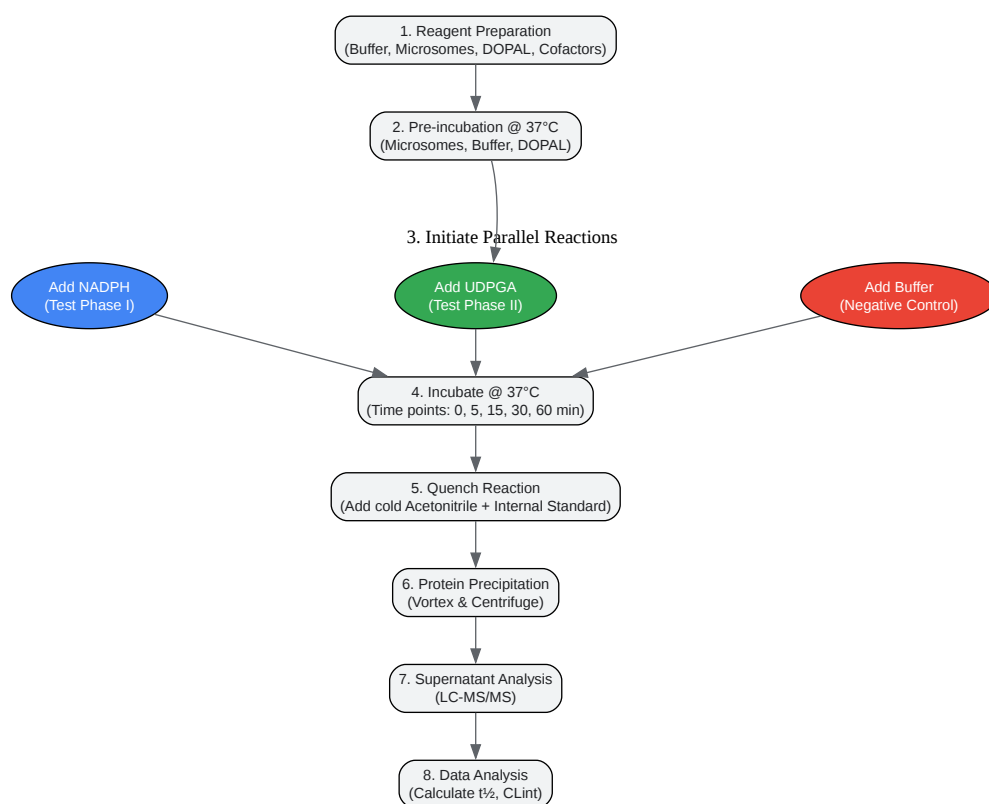 1. Reagent Preparation
(Buffer, Microsomes, DOPAL, Cofactors)
2. Pre-incubation @ 37°C
(Microsomes, Buffer, DOPAL)
3. Initiate Parallel Reactions
Add NADPH
(Test Phase I)
Add UDPGA
(Test Phase II)
Add Buffer
(Negative Control)
4. Incubate @ 37°C
(Time points: 0, 5, 15, 30, 60 min)
5. Quench Reaction
(Add cold Acetonitrile + Internal Standard)
6. Protein Precipitation
(Vortex & Centrifuge)
7. Supernatant Analysis
(LC-MS/MS)
8. Data Analysis
(Calculate t½, CLint)